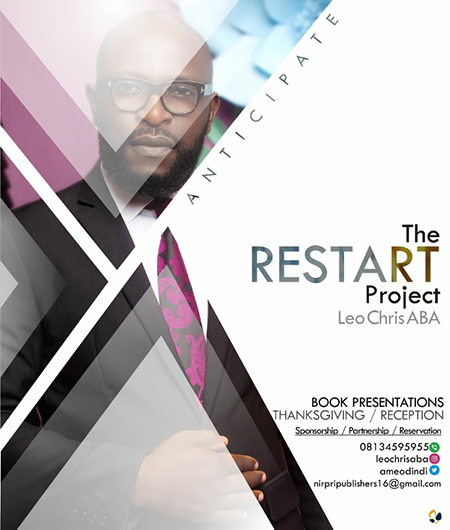 ANTICIPATE
The
RESTART
Project
Leo Chris ABA
BOOK PRESENTATIONS
THANKSGIVING / RECEPTION
Sponsorship / Partnership / Reservation
08134595955
leochrisaba
ameodindi
nirpripublishers16@gmail.com